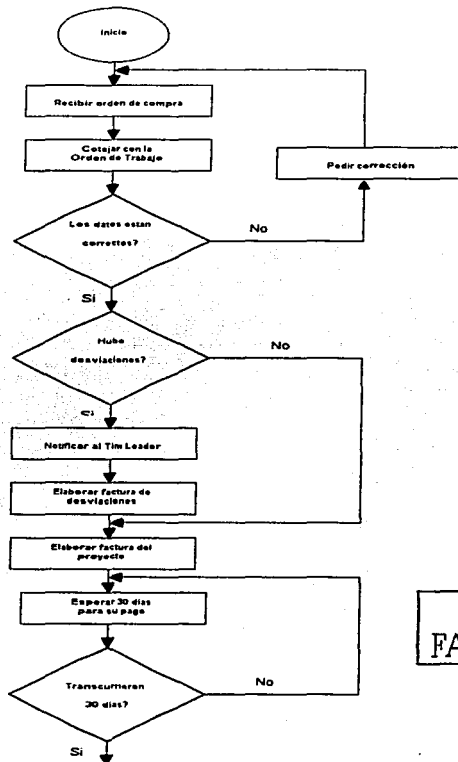 Inicio
Recibir orden de compra
Cotejar con la
Orden de Trabajo
Pedir corrección
Los datos estan
correctos?
No
Si
Hubo
desviaciones?
No
Si
Notificar al Tim Leader
Elaborar factura de
desviaciones
Elaborar factura del
proyecto
Esperar 30 dias
para su pago
FA
Transcurrieron
30 dias?
No
Si